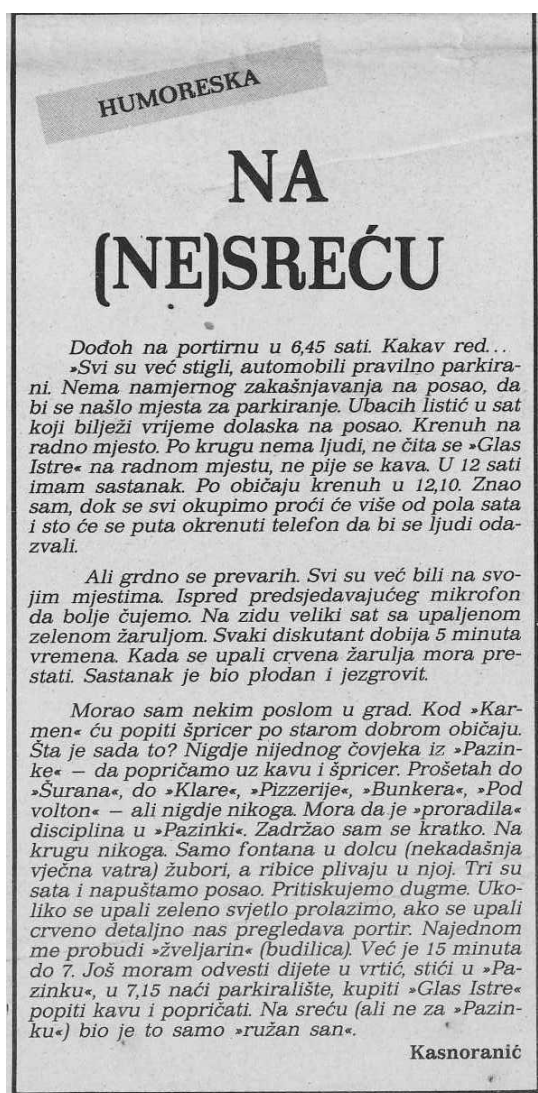 HUMORESKA
NA
(NE)SREĆU
Dođoh na portirnu u 6,45 sati. Kakav red...
»Svi su već stigli, automobili pravilno parkira-
ni. Nema namjernog zakašnjavanja na posao, da
bi se našlo mjesta za parkiranje. Ubacih listić u sat
koji bilježi vrijeme dolaska na posao. Krenuh na
radno mjesto. Po krugu nema ljudi, ne čita se »Glas
Istre« na radnom mjestu, ne pije se kava. U 12 sati
imam sastanak. Po običaju krenuh u 12,10. Znao
sam, dok se svi okupimo proći će više od pola sata
i sto će se puta okrenuti telefon da bi se ljudi oda-
zvali.
Ali grdno se prevarih. Svi su već bili na svo-
jim mjestima. Ispred predsjedavajućeg mikrofon
da bolje čujemo. Na zidu veliki sat sa upaljenom
zelenom žaruljom. Svaki diskutant dobija 5 minuta
vremena. Kada se upali crvena žarulja mora pre-
stati. Sastanak je bio plodan i jezgrovit.
Morao sam nekim poslom u grad. Kod »Kar-
men« ću popiti špricer po starom dobrom običaju.
Šta je sada to? Nigdje nijednog čovjeka iz »Pazin-
ke« — da popričamo uz kavu i špricer. Prošetah do
»Šurana«, do »Klare«, »Pizzerije«, »Bunkera«, »Pod
volton« — ali nigdje nikoga. Mora da je »proradila«
disciplina u »Pazinki«. Zadržao sam se kratko. Na
krugu nikoga. Samo fontana u dolcu (nekadašnja
vječna vatra) žubori, a ribice plivaju u njoj. Tri su
sata i napuštamo posao. Pritiskujemo dugme. Uko-
liko se upali zeleno svjetlo prolazimo, ako se upali
crveno detaljno nas pregledava portir. Najednom
me probudi »žveljarin« (budilica). Već je 15 minuta
do 7. Još moram odvesti dijete u vrtić, stići u »Pa-
zinku«, u 7,15 naći parkiralište, kupiti »Glas Istre«
popiti kavu i popričati. Na sreću (ali ne za »Pazin-
ku«) bio je to samo »ružan san«.
Kasnoranić